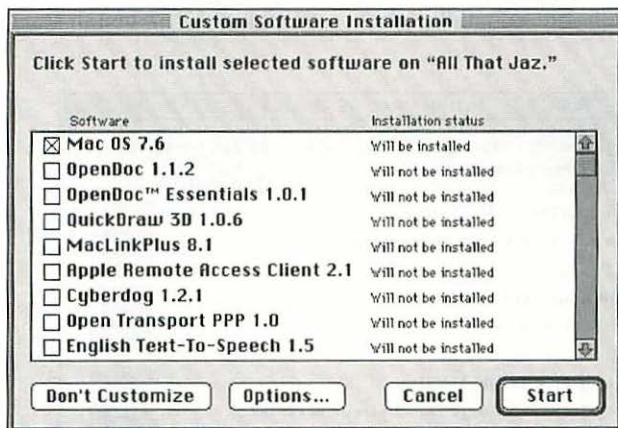 Custom Software Installation
Click Start to install selected software on “All That Jaz.”
Software Installation status
Mac OS 7.6 Will be installed
OpenDoc 1.1.2 Will not be installed
OpenDoc™ Essentials 1.0.1 Will not be installed
QuickDraw 3D 1.0.6 Will not be installed
MacLinkPlus 8.1 Will not be installed
Apple Remote Access Client 2.1 Will not be installed
Cyberdog 1.2.1 Will not be installed
Open Transport PPP 1.0 Will not be installed
English Text-To-Speech 1.5 Will not be installed
Don't Customize Options... Cancel Start